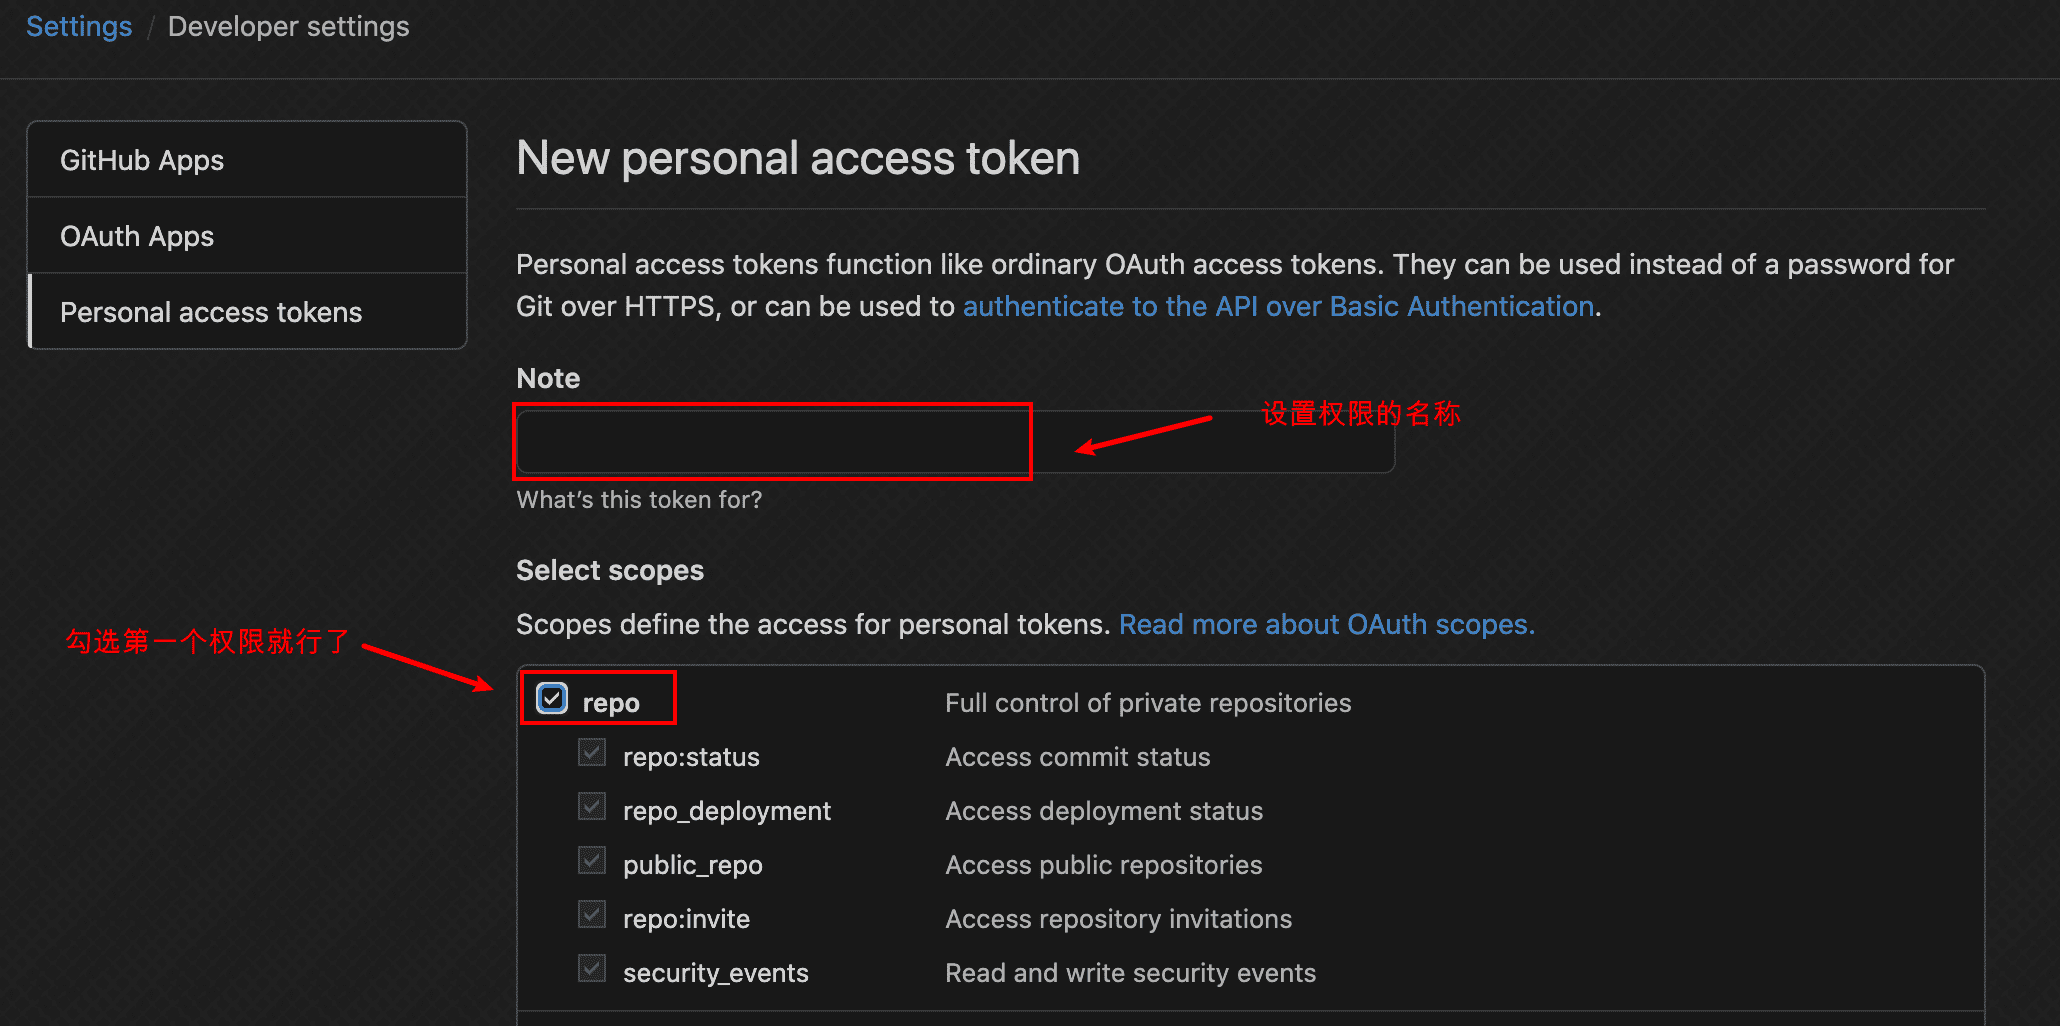 Settings / Developer settings
GitHub Apps
OAuth Apps
Personal access tokens
New personal access token
Personal access tokens function like ordinary OAuth access tokens. They can be used instead of a password for
Git over HTTPS, or can be used to authenticate to the API over Basic Authentication.
Note
设置权限的名称
What's this token for?
Select scopes
Scopes define the access for personal tokens. Read more about OAuth scopes.
勾选第一个权限就行了
repo Full control of private repositories
repo:status Access commit status
repo_deployment Access deployment status
public_repo Access public repositories
repo:invite Access repository invitations
security_events Read and write security events